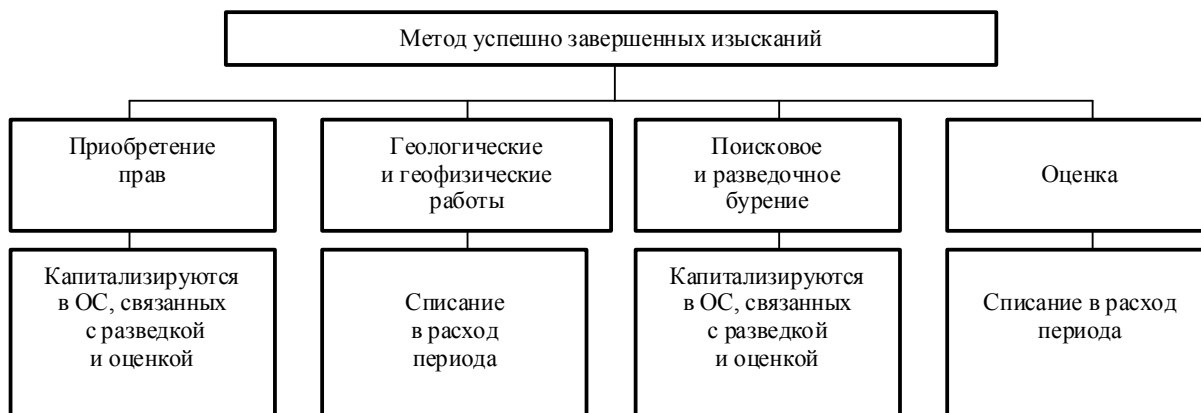 Метод успешно завершенных изысканий
Приобретение
прав
Геологические
и геофизические
работы
Поисковое
и разведочное
бурение
Оценка
Капитализируются
в ОС, связанных
с разведкой
и оценкой
Списание
в расход
периода
Капитализируются
в ОС, связанных
с разведкой
и оценкой
Списание в расход
периода